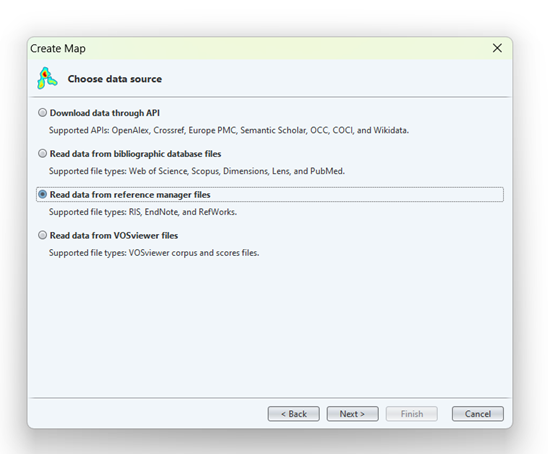 Create Map
Choose data source
Download data through API
Supported APIs: OpenAlex, Crossref, Europe PMC, Semantic Scholar, OCC, COCI, and Wikidata.
Read data from bibliographic database files
Supported file types: Web of Science, Scopus, Dimensions, Lens, and PubMed.
Read data from reference manager files
Supported file types: RIS, EndNote, and RefWorks.
Read data from VOSviewer files
Supported file types: VOSviewer corpus and scores files.
< Back Next > Finish Cancel